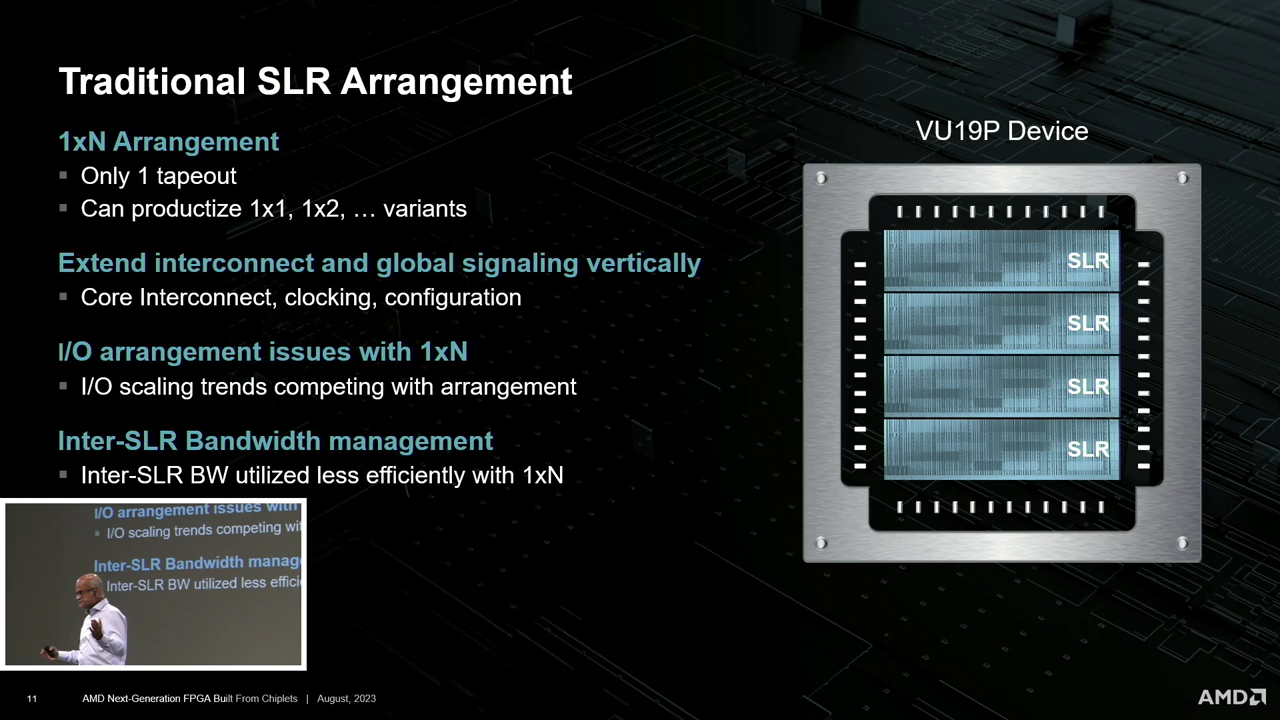 Traditional SLR Arrangement
1xN Arrangement
Only 1 tapeout
Can productize 1x1, 1x2, … variants
Extend interconnect and global signaling vertically
Core Interconnect, clocking, configuration
I/O arrangement issues with 1xN
I/O scaling trends competing with arrangement
Inter-SLR Bandwidth management
Inter-SLR BW utilized less efficiently with 1xN
VU19P Device
SLR
SLR
SLR
SLR
I/O arrangement issues with
I/O scaling trends competing wit
Inter-SLR Bandwidth manag
Inter-SLR BW utilized less effici
11 AMD Next-Generation FPGA Built From Chiplets | August, 2023
AMD